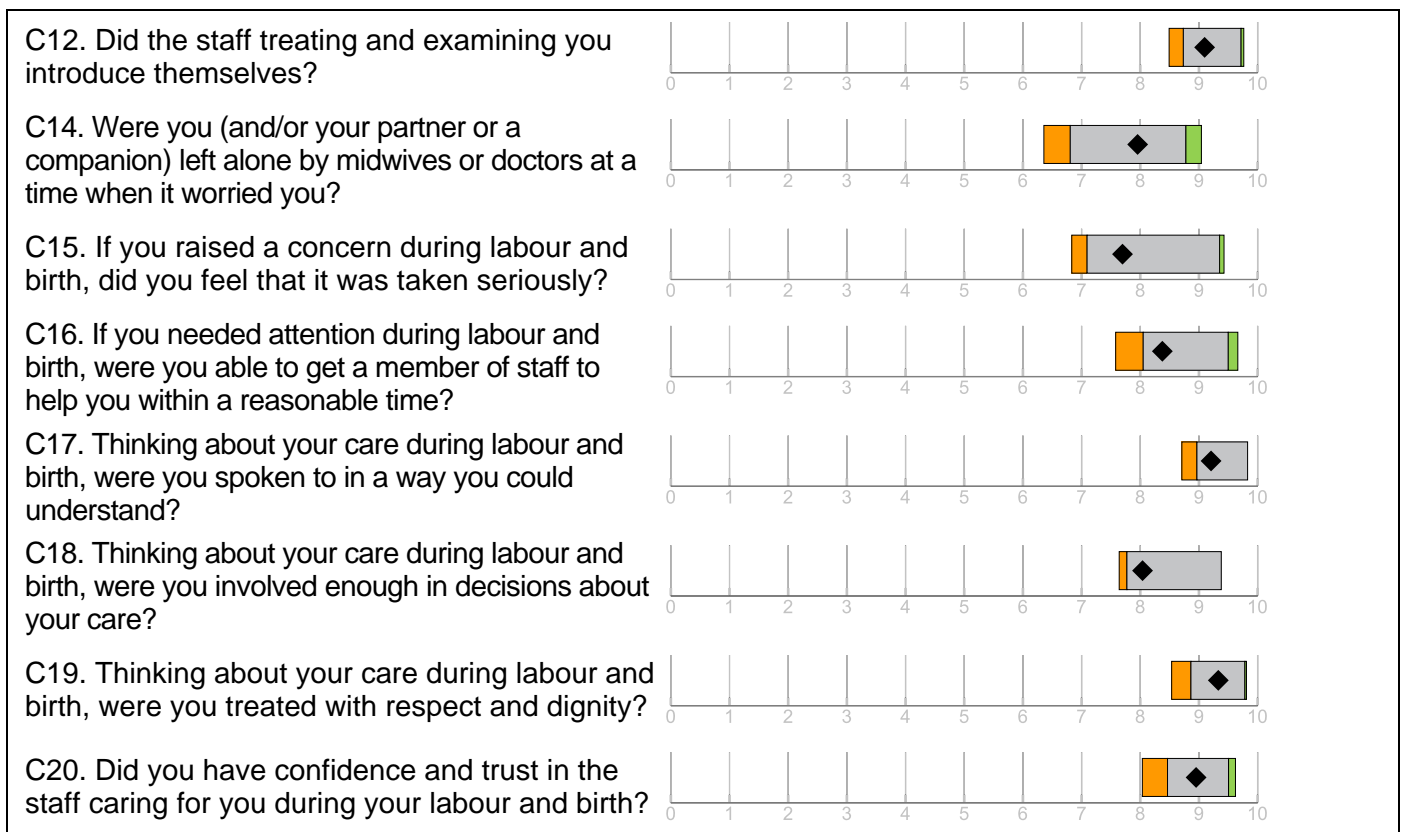 C12. Did the staff treating and examining you
introduce themselves?
0 1 2 3 4 5 6 7 8 9 10
C14. Were you (and/or your partner or a
companion) left alone by midwives or doctors at a
time when it worried you?
0 1 2 3 4 5 6 7 8 9 10
C15. If you raised a concern during labour and
birth, did you feel that it was taken seriously?
0 1 2 3 4 5 6 7 8 9 10
C16. If you needed attention during labour and
birth, were you able to get a member of staff to
help you within a reasonable time?
0 1 2 3 4 5 6 7 8 9 10
C17. Thinking about your care during labour and
birth, were you spoken to in a way you could
understand?
0 1 2 3 4 5 6 7 8 9 10
C18. Thinking about your care during labour and
birth, were you involved enough in decisions about
your care?
0 1 2 3 4 5 6 7 8 9 10
C19. Thinking about your care during labour and
birth, were you treated with respect and dignity?
0 1 2 3 4 5 6 7 8 9 10
C20. Did you have confidence and trust in the
staff caring for you during your labour and birth?
0 1 2 3 4 5 6 7 8 9 10